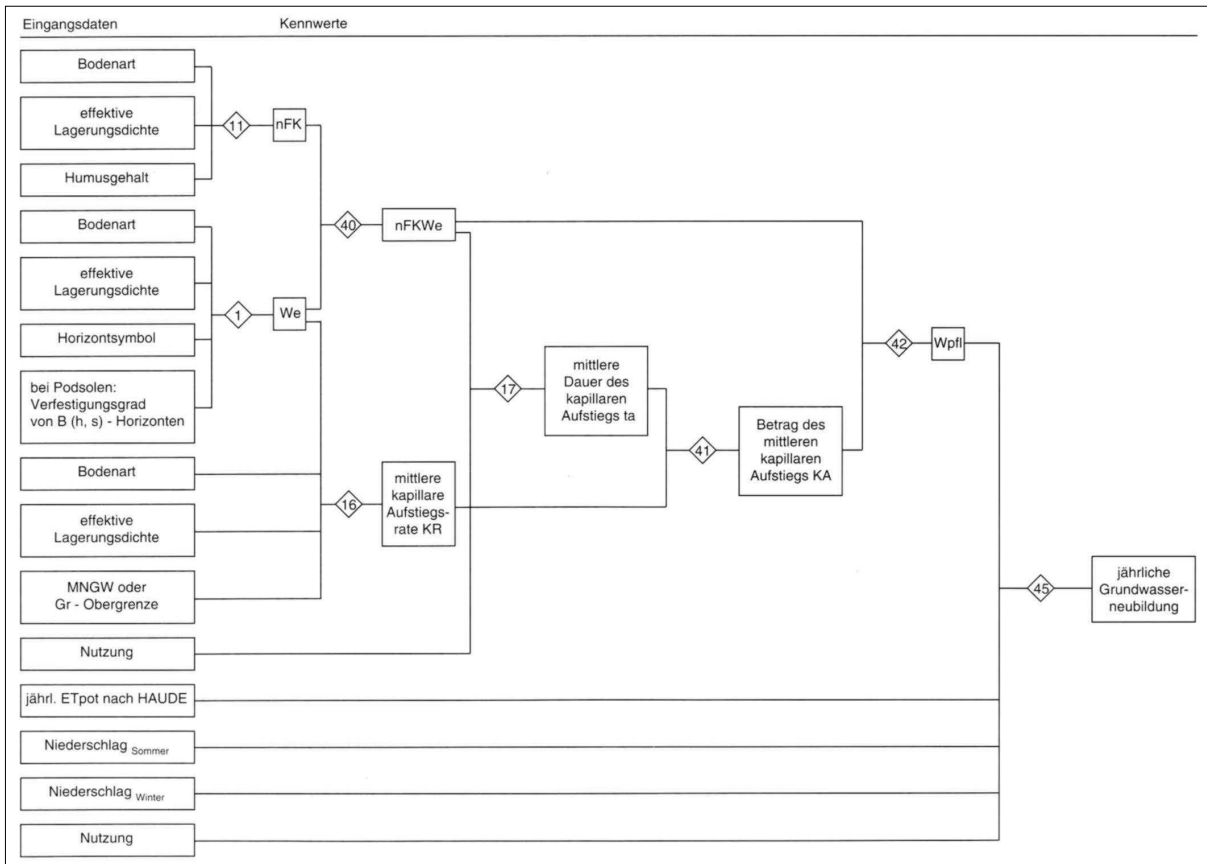 Eingangsdaten
Kennwerte
Bodenart
effektive
Lagerungsdichte
Humusgehalt
11
nFK
Bodenart
effektive
Lagerungsdichte
Horizontsymbol
bei Podsolen:
Verfestigungsgrad
von B (h, s) - Horizonten
1
We
40
nFKWe
Bodenart
effektive
Lagerungsdichte
MNGW oder
Gr - Obergrenze
16
mittlere
kapillare
Aufstiegs-
rate KR
Nutzung
17
mittlere
Dauer des
kapillaren
Aufstiegs ta
41
Betrag des
mittleren
kapillaren
Aufstiegs KA
42
Wpfl
jährl. ETpot nach HAUDE
Niederschlag Sommer
Niederschlag Winter
Nutzung
45
jährliche
Grundwasser-
neubildung